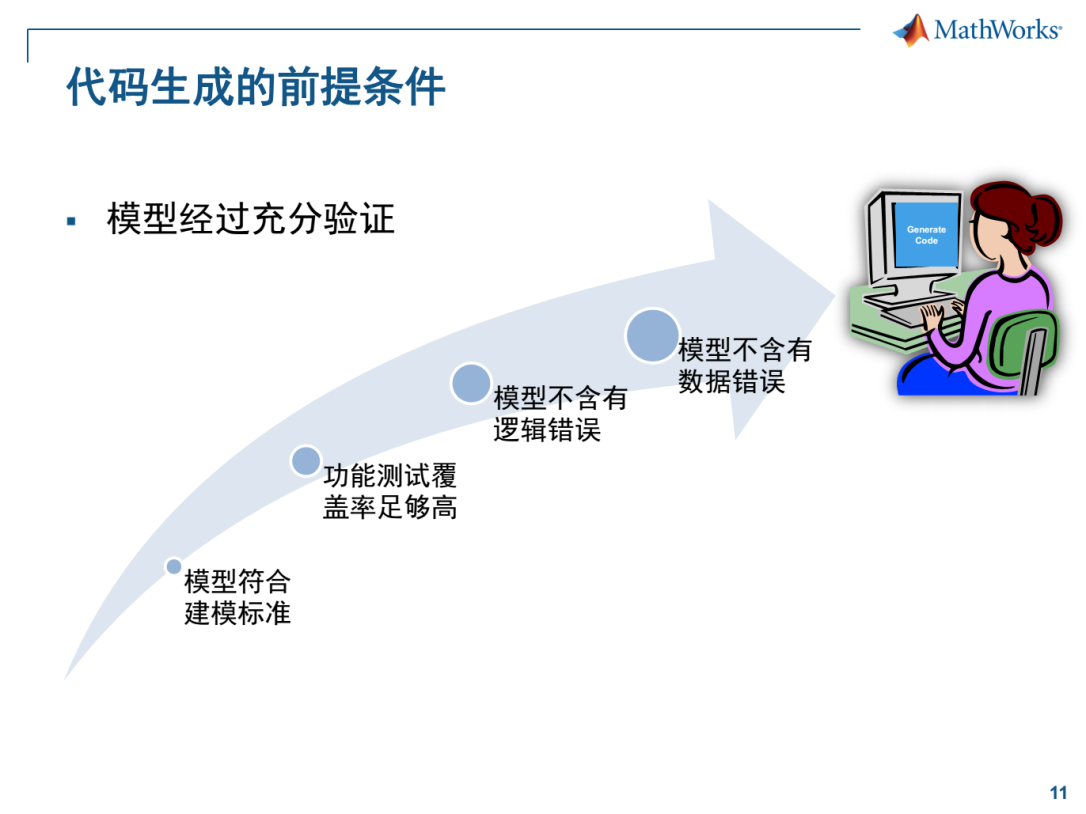 MathWorks®
代码生成的前提条件
▪ 模型经过充分验证
Generate
Code
模型不含有
数据错误
模型不含有
逻辑错误
功能测试覆
盖率足够高
模型符合
建模标准
11